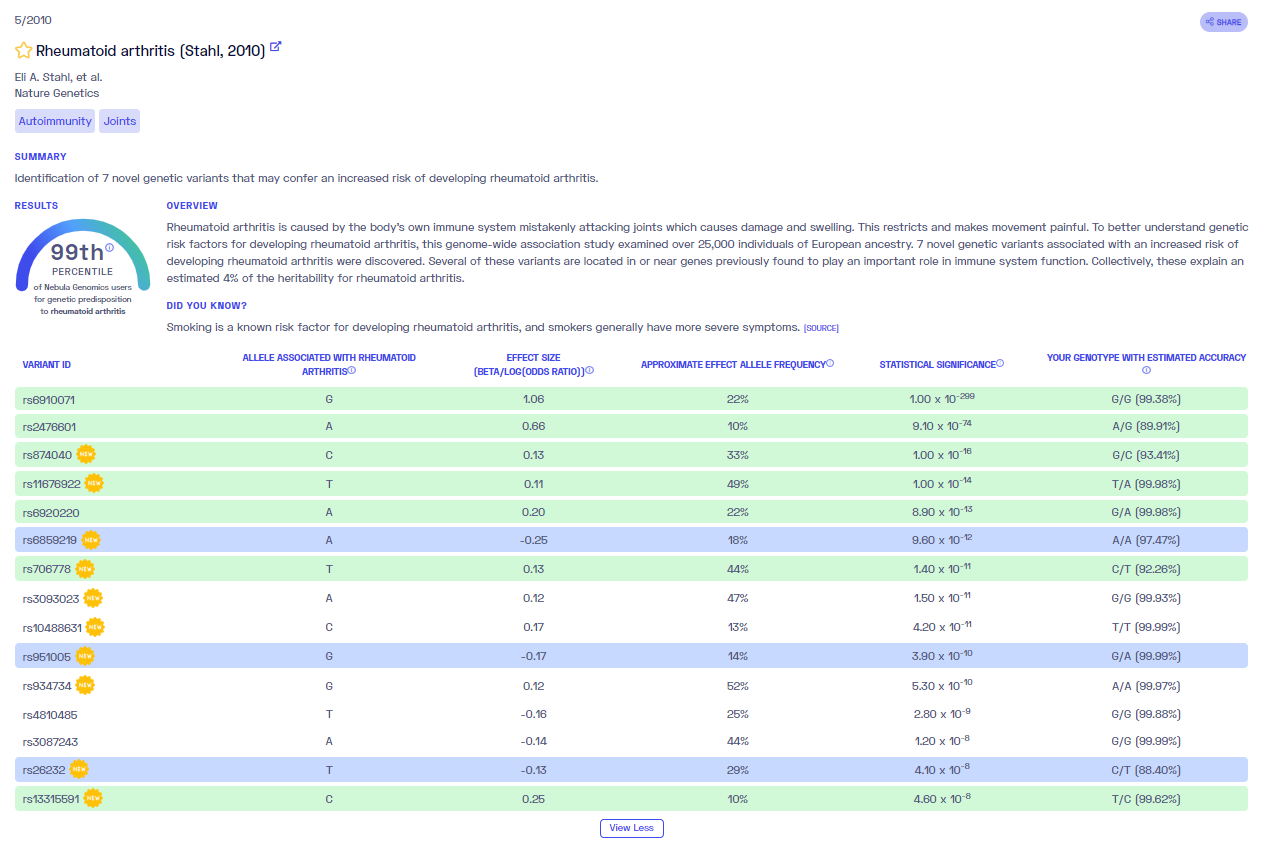 5/2010
SHARE
Rheumatoid arthritis (Stahl, 2010)
Eli A. Stahl, et al.
Nature Genetics
Autoimmunity Joints
SUMMARY
Identification of 7 novel genetic variants that may confer an increased risk of developing rheumatoid arthritis.
RESULTS
99th
PERCENTILE
of Nebula Genomics users
for genetic predisposition
to rheumatoid arthritis
OVERVIEW
Rheumatoid arthritis is caused by the body's own immune system mistakenly attacking joints which causes damage and swelling. This restricts and makes movement painful. To better understand genetic
risk factors for developing rheumatoid arthritis, this genome-wide association study examined over 25,000 individuals of European ancestry. 7 novel genetic variants associated with an increased risk of
developing rheumatoid arthritis were discovered. Several of these variants are located in or near genes previously found to play an important role in immune system function. Collectively, these explain an
estimated 4% of the heritability for rheumatoid arthritis.
DID YOU KNOW?
Smoking is a known risk factor for developing rheumatoid arthritis, and smokers generally have more severe symptoms. [SOURCE]
VARIANT ID
ALLELE ASSOCIATED WITH RHEUMATOID
ARTHRITIS
EFFECT SIZE
(BETA/LOG(ODDS RATIO))
APPROXIMATE EFFECT ALLELE FREQUENCY
STATISTICAL SIGNIFICANCE
YOUR GENOTYPE WITH ESTIMATED ACCURACY
rs6910071 G 1.06 22% 1.00 x 10⁻²⁹⁹ G/G (99.38%)
rs2476601 A 0.66 10% 9.10 x 10⁻⁷⁴ A/G (89.91%)
rs874040 NEW C 0.13 33% 1.00 x 10⁻¹⁶ G/C (93.41%)
rs11676922 NEW T 0.11 49% 1.00 x 10⁻¹⁴ T/A (99.98%)
rs6920220 A 0.20 22% 8.90 x 10⁻¹³ G/A (99.98%)
rs6859219 NEW A -0.25 18% 9.60 x 10⁻¹² A/A (97.47%)
rs706778 NEW T 0.13 44% 1.40 x 10⁻¹¹ C/T (92.26%)
rs3093023 NEW A 0.12 47% 1.50 x 10⁻¹¹ G/G (99.93%)
rs10488631 NEW C 0.17 13% 4.20 x 10⁻¹¹ T/T (99.99%)
rs951005 NEW G -0.17 14% 3.90 x 10⁻¹⁰ G/A (99.99%)
rs934734 NEW G 0.12 52% 5.30 x 10⁻¹⁰ A/A (99.97%)
rs4810485 T -0.16 25% 2.80 x 10⁻⁹ G/G (99.88%)
rs3087243 A -0.14 44% 1.20 x 10⁻⁸ G/G (99.99%)
rs26232 NEW T -0.13 29% 4.10 x 10⁻⁸ C/T (88.40%)
rs13315591 NEW C 0.25 10% 4.60 x 10⁻⁸ T/C (99.62%)
View Less